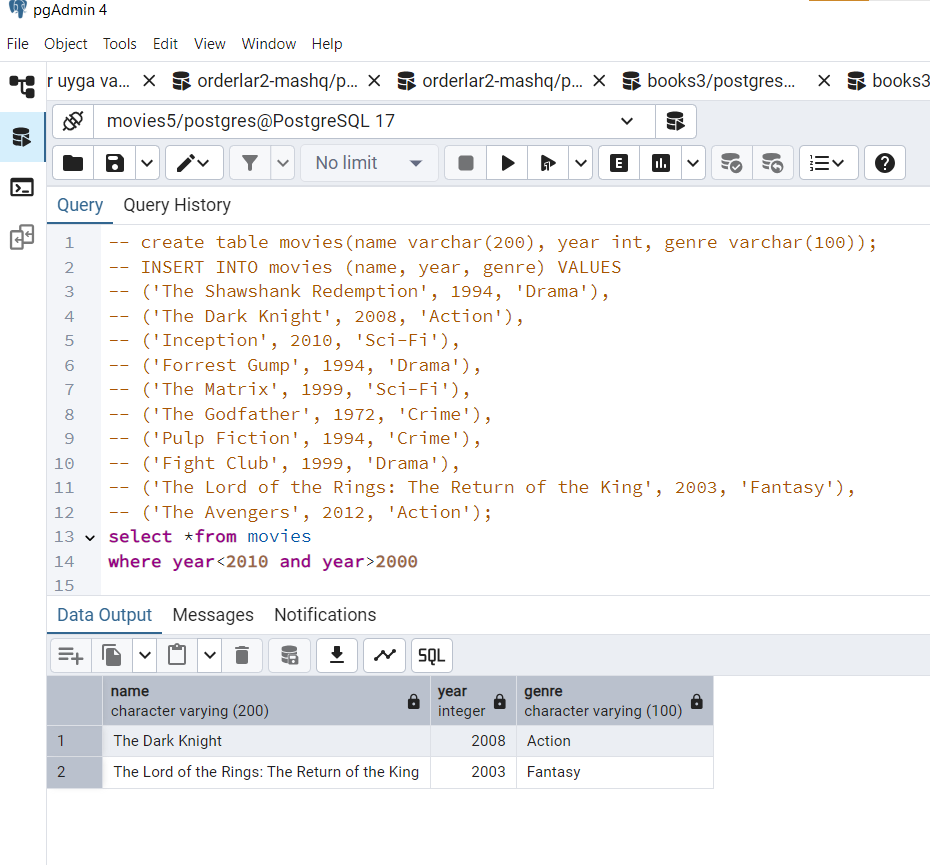 pgAdmin 4
File Object Tools Edit View Window Help
r uyga va... orderlar2-mashq/p... orderlar2-mashq/p... books3/postgres... books3
movies5/postgres@PostgreSQL 17
No limit E
Query Query History
1 -- create table movies(name varchar(200), year int, genre varchar(100));
2 -- INSERT INTO movies (name, year, genre) VALUES
3 -- ('The Shawshank Redemption', 1994, 'Drama'),
4 -- ('The Dark Knight', 2008, 'Action'),
5 -- ('Inception', 2010, 'Sci-Fi'),
6 -- ('Forrest Gump', 1994, 'Drama'),
7 -- ('The Matrix', 1999, 'Sci-Fi'),
8 -- ('The Godfather', 1972, 'Crime'),
9 -- ('Pulp Fiction', 1994, 'Crime'),
10 -- ('Fight Club', 1999, 'Drama'),
11 -- ('The Lord of the Rings: The Return of the King', 2003, 'Fantasy'),
12 -- ('The Avengers', 2012, 'Action');
13 select *from movies
14 where year<2010 and year>2000
15
Data Output Messages Notifications
SQL
name year genre
character varying (200) integer character varying (100)
1 The Dark Knight 2008 Action
2 The Lord of the Rings: The Return of the King 2003 Fantasy